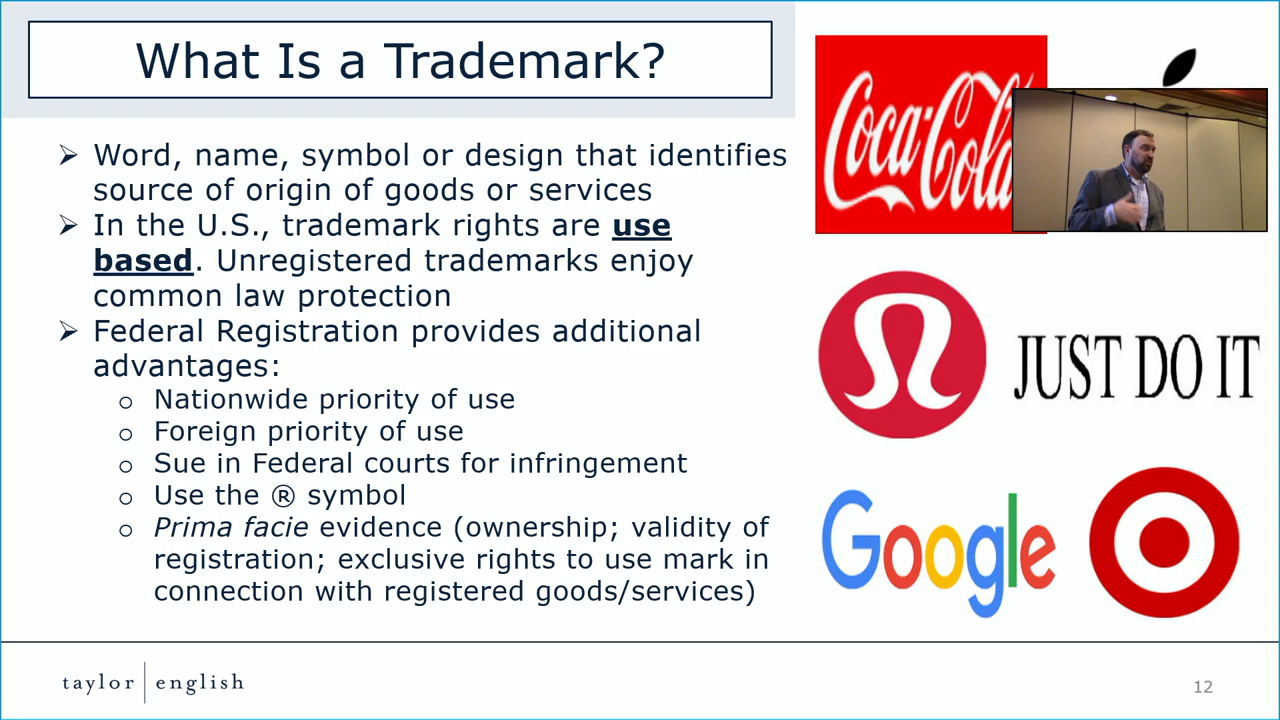 What Is a Trademark?
➢ Word, name, symbol or design that identifies
source of origin of goods or services
➢ In the U.S., trademark rights are use
based. Unregistered trademarks enjoy
common law protection
➢ Federal Registration provides additional
advantages:
o Nationwide priority of use
o Foreign priority of use
o Sue in Federal courts for infringement
o Use the ® symbol
o Prima facie evidence (ownership; validity of
registration; exclusive rights to use mark in
connection with registered goods/services)
Coca-Cola
JUST DO IT
Google
taylor | english
12